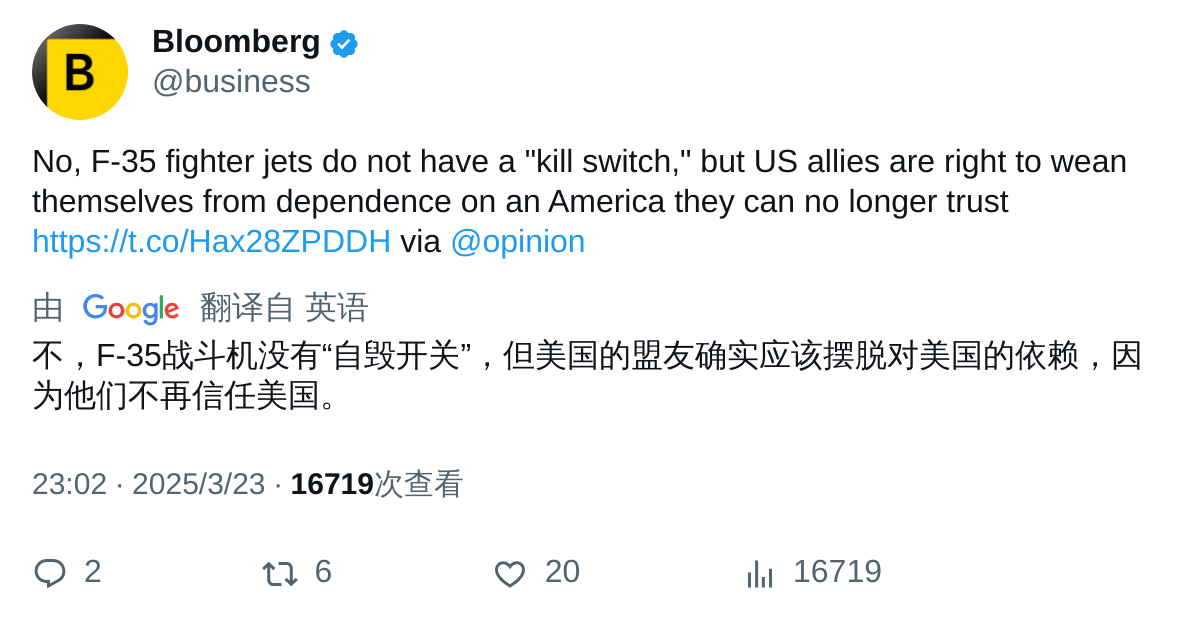 B
Bloomberg
@business
No, F-35 fighter jets do not have a "kill switch," but US allies are right to wean
themselves from dependence on an America they can no longer trust
https://t.co/Hax28ZPDDH via @opinion
由 Google 翻译自 英语
不，F-35战斗机没有“自毁开关”，但美国的盟友确实应该摆脱对美国的依赖，因
为他们不再信任美国。
23:02 · 2025/3/23 · 16719次查看
2 6 20 16719